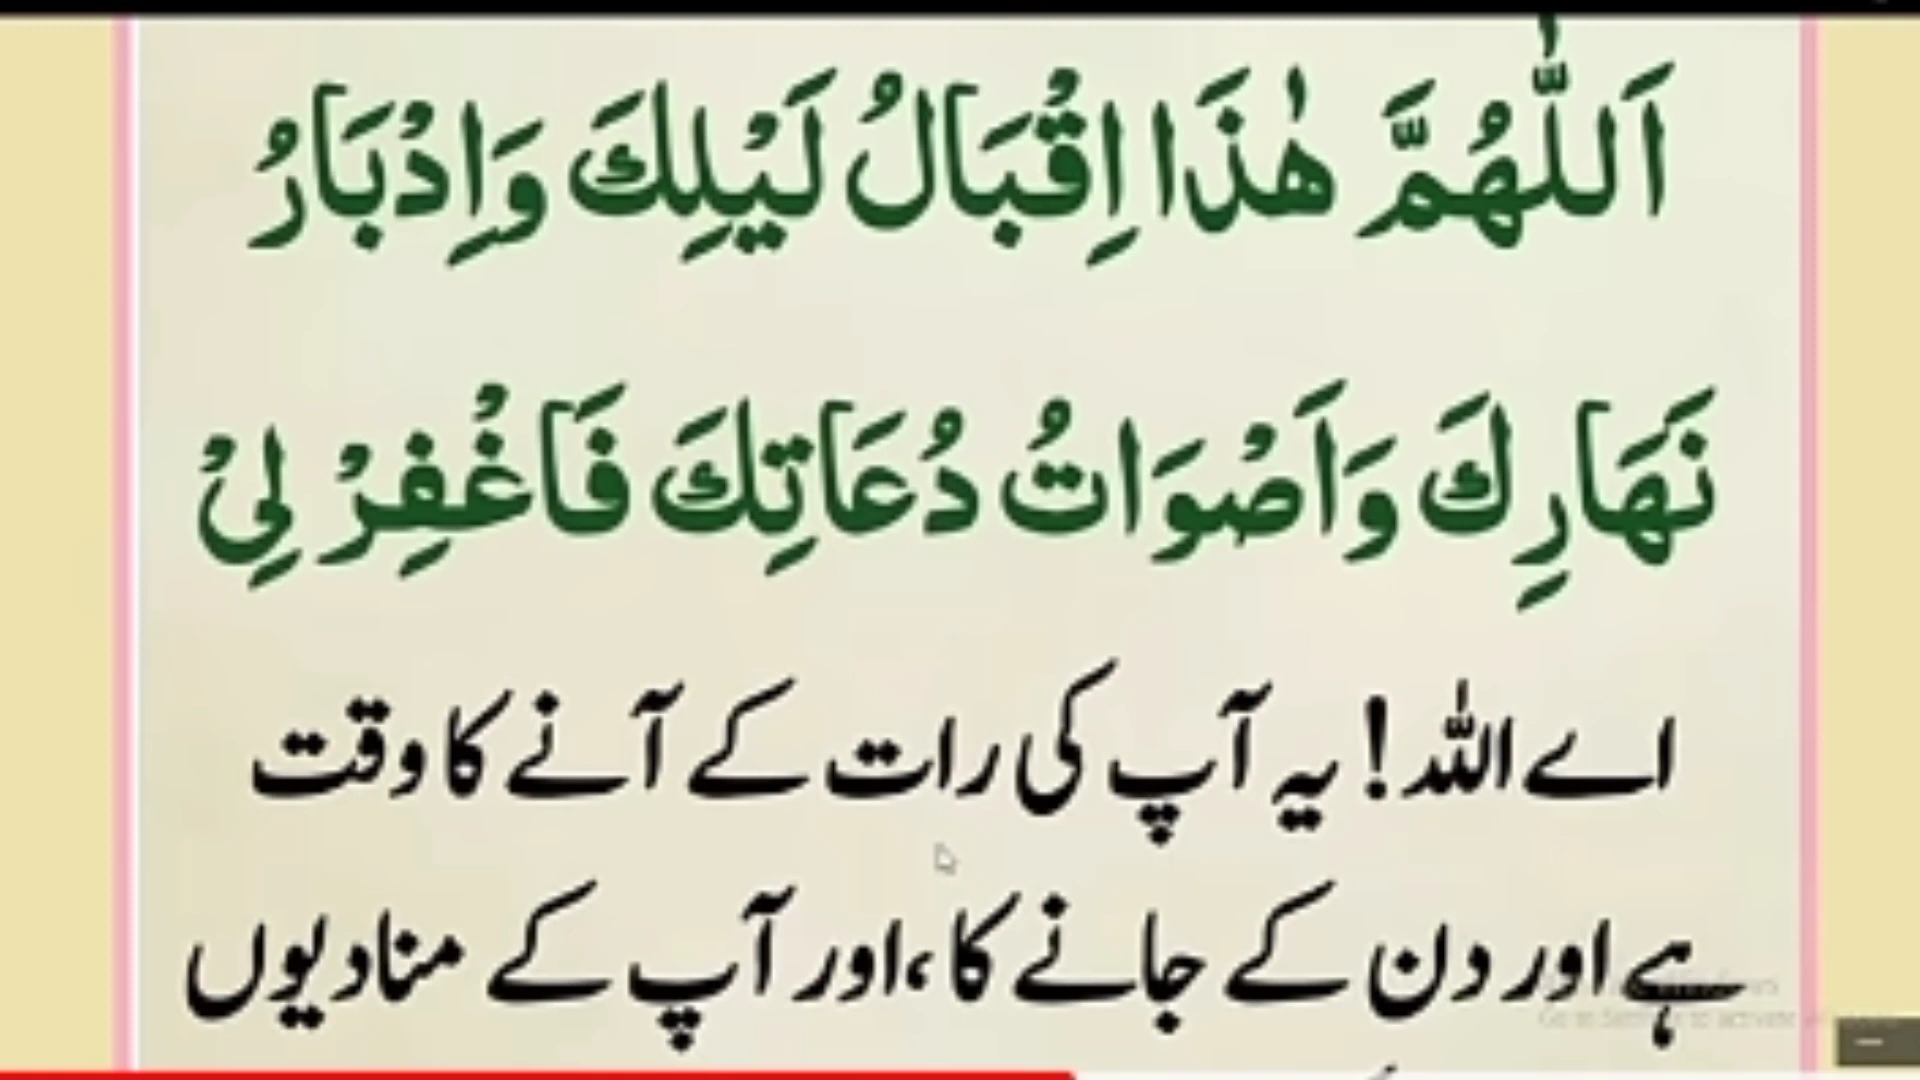 اَللّٰهُمَّ هٰذَا اِقْبَالُ لَيْلِكَ وَاِدْبَارُ
نَهَارِكَ وَاَصْوَاتُ دُعَاتِكَ فَاغْفِرْ لِیْ
اے اللہ! یہ آپ کی رات کے آنے کا وقت
ہے اور دن کے جانے کا، اور آپ کے منادیوں